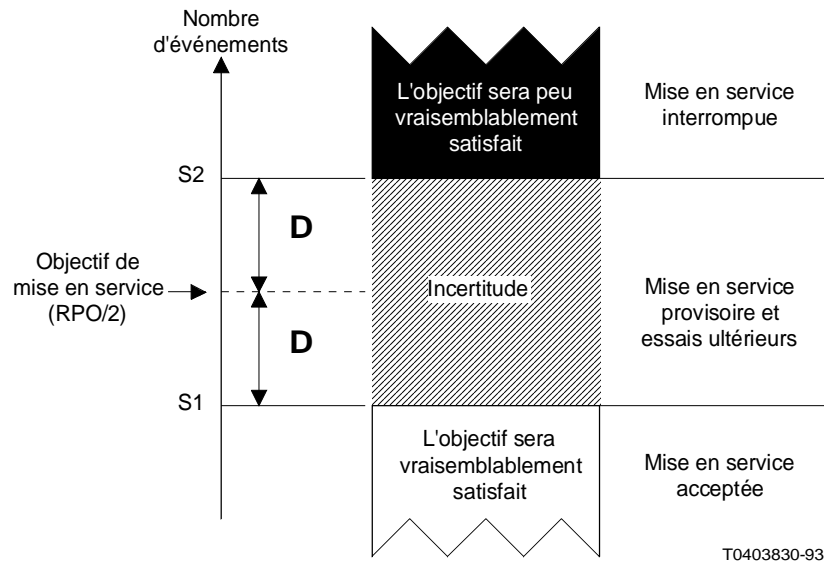 Nombre
d'événements
L'objectif sera peu
vraisemblablement
satisfait
Mise en service
interrompue
S2
D
Objectif de
mise en service
(RPO/2)
Incertitude
Mise en service
provisoire et
essais ultérieurs
D
S1
L'objectif sera
vraisemblablement
satisfait
Mise en service
acceptée
T0403830-93